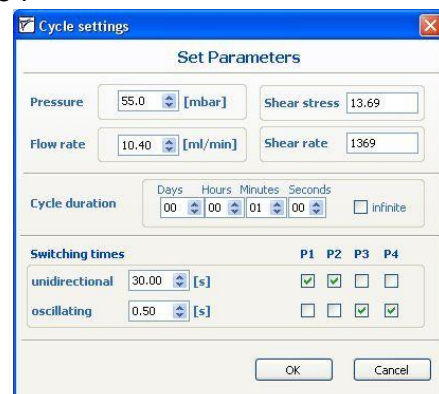 Cycle settings
Set Parameters
Pressure 55.0 [mbar] Shear stress 13.69
Flow rate 10.40 [ml/min] Shear rate 1369
Days Hours Minutes Seconds
Cycle duration 00 00 01 00 infinite
Switching times P1 P2 P3 P4
unidirectional 30.00 [s]
oscillating 0.50 [s]
OK Cancel